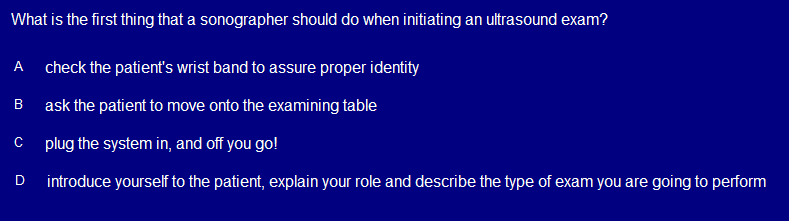 What is the first thing that a sonographer should do when initiating an ultrasound exam?
A check the patient's wrist band to assure proper identity
B ask the patient to move onto the examining table
C plug the system in, and off you go!
D introduce yourself to the patient, explain your role and describe the type of exam you are going to perform